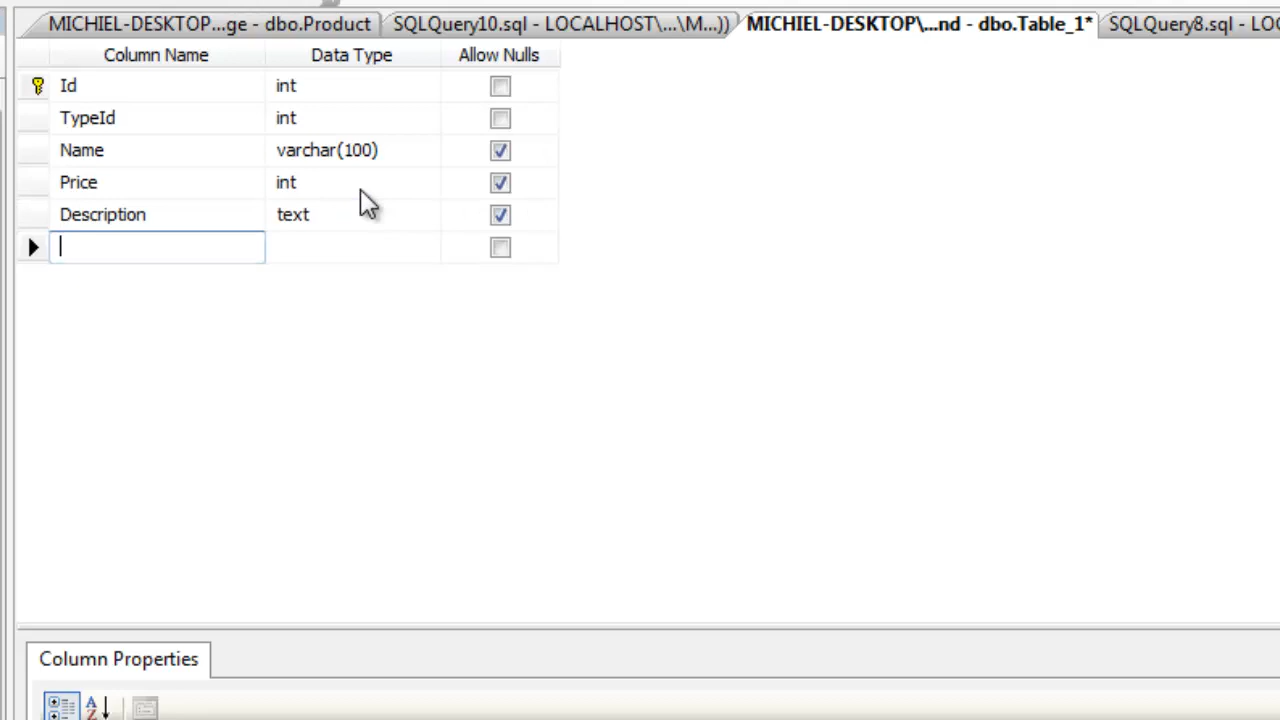 MICHIEL-DESKTOP...ge - dbo.Product SQLQuery10.sql - LOCALHOST\...\M...)) MICHIEL-DESKTOP\...nd - dbo.Table_1* SQLQuery8.sql - LOC
Column Name Data Type Allow Nulls
Id int
TypeId int
Name varchar(100)
Price int
Description text
Column Properties
A
Z